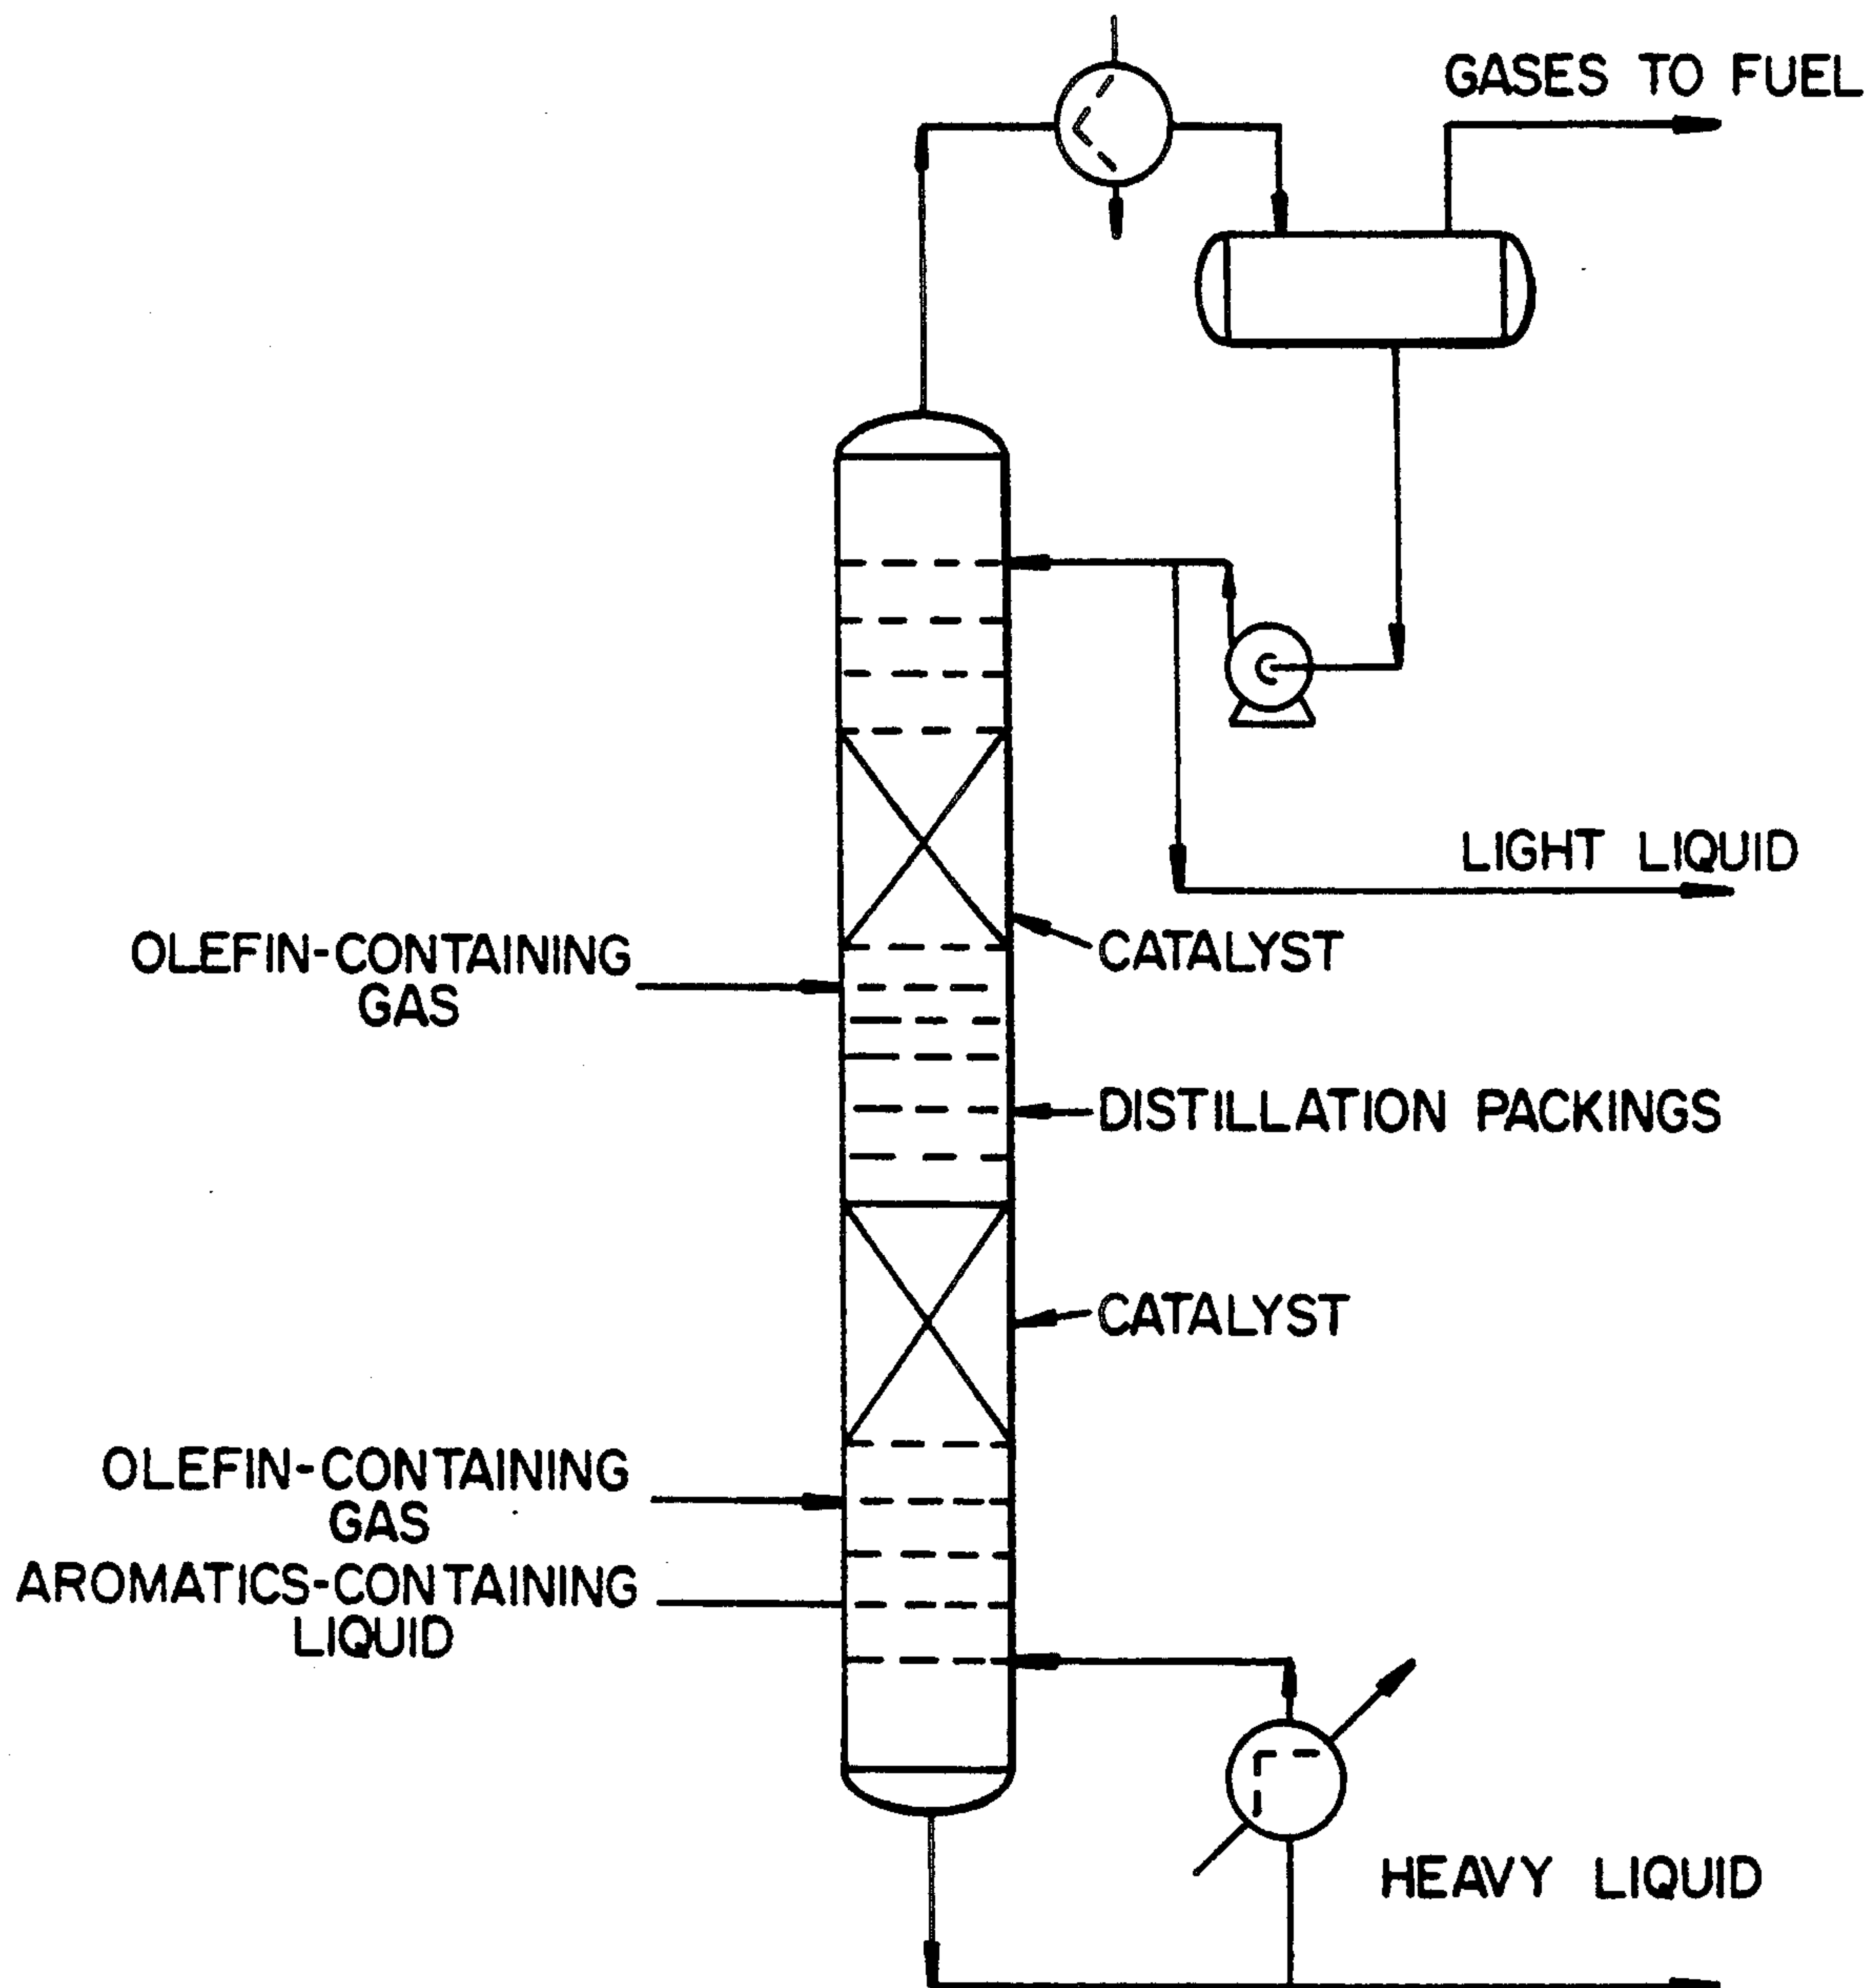 GASES TO FUEL
LIGHT LIQUID
OLEFIN-CONTAINING
GAS
CATALYST
DISTILLATION PACKINGS
CATALYST
OLEFIN-CONTAINING
GAS
AROMATICS-CONTAINING
LIQUID
HEAVY LIQUID